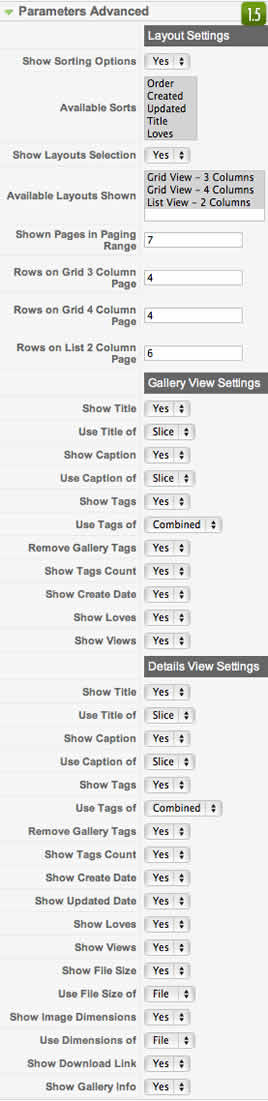 Parameters Advanced
1.5
Layout Settings
Show Sorting Options Yes
Available Sorts
Order
Created
Updated
Title
Loves
Show Layouts Selection Yes
Available Layouts Shown
Grid View - 3 Columns
Grid View - 4 Columns
List View - 2 Columns
Shown Pages in Paging
Range
7
Rows on Grid 3 Column
Page
4
Rows on Grid 4 Column
Page
4
Rows on List 2 Column
Page
6
Gallery View Settings
Show Title Yes
Use Title of Slice
Show Caption Yes
Use Caption of Slice
Show Tags Yes
Use Tags of Combined
Remove Gallery Tags Yes
Show Tags Count Yes
Show Create Date Yes
Show Loves Yes
Show Views Yes
Details View Settings
Show Title Yes
Use Title of Slice
Show Caption Yes
Use Caption of Slice
Show Tags Yes
Use Tags of Combined
Remove Gallery Tags Yes
Show Tags Count Yes
Show Create Date Yes
Show Updated Date Yes
Show Loves Yes
Show Views Yes
Show File Size Yes
Use File Size of File
Show Image Dimensions Yes
Use Dimensions of File
Show Download Link Yes
Show Gallery Info Yes